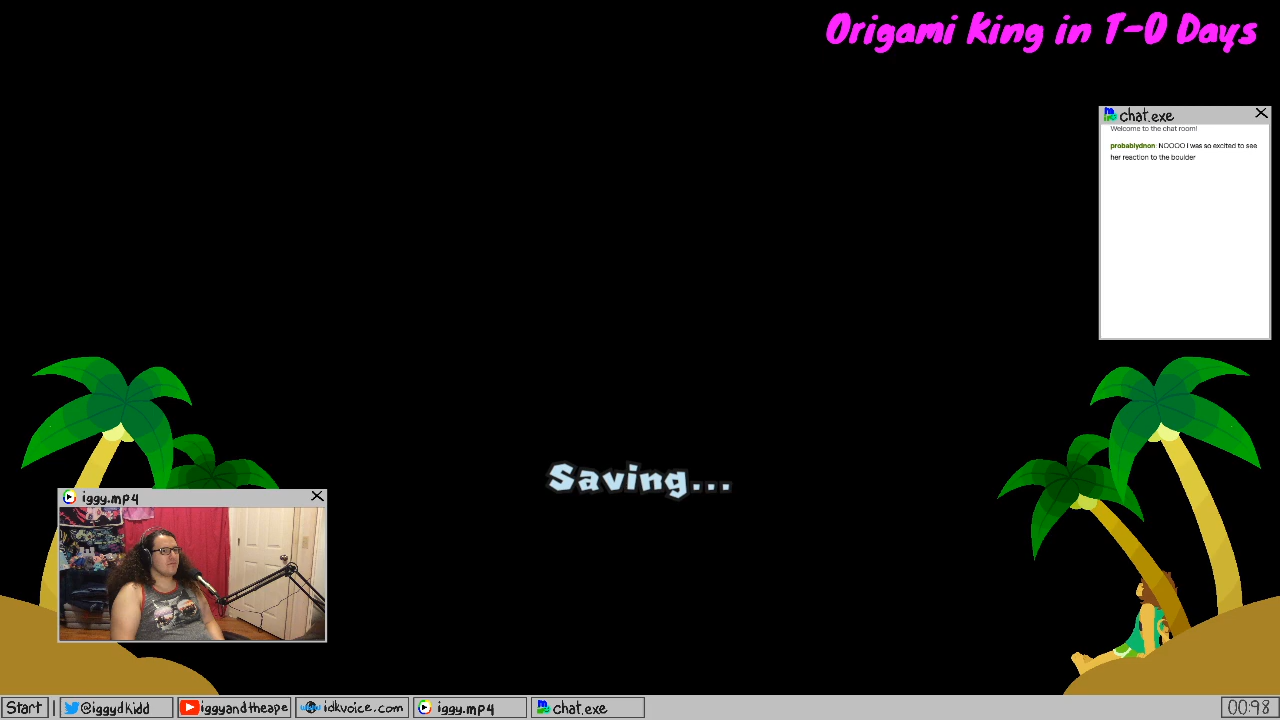 Origami King in T-0 Days
chat.exe
Welcome to the chat room!
probablydnon: NOOOO I was so excited to see
her reaction to the boulder
Saving...
iggy.mp4
Start | @iggydkidd iggyandtheape idkvoice.com iggy.mp4 chat.exe 00:98